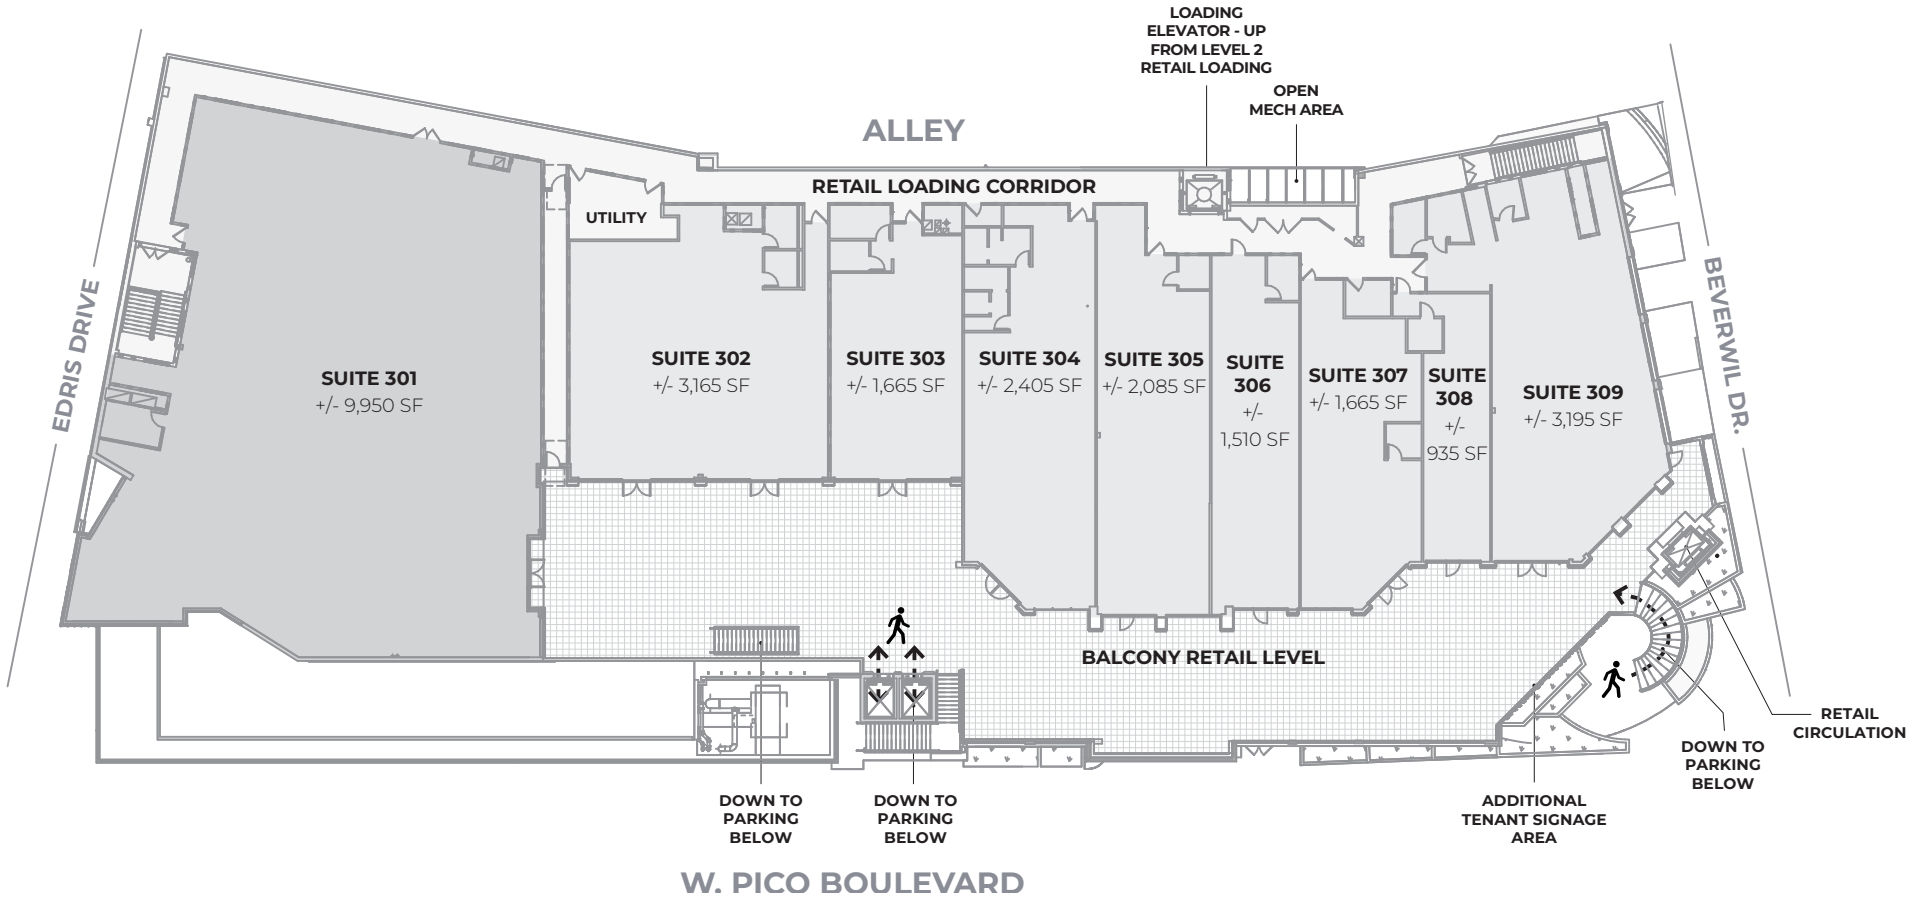 LOADING
ELEVATOR - UP
FROM LEVEL 2
RETAIL LOADING
OPEN
MECH AREA
ALLEY
RETAIL LOADING CORRIDOR
UTILITY
EDRIS DRIVE
BEVERWIL DR.
SUITE 301
+/- 9,950 SF
SUITE 302
+/- 3,165 SF
SUITE 303
+/- 1,665 SF
SUITE 304
+/- 2,405 SF
SUITE 305
+/- 2,085 SF
SUITE
306
+/-
1,510 SF
SUITE 307
+/- 1,665 SF
SUITE
308
+/-
935 SF
SUITE 309
+/- 3,195 SF
BALCONY RETAIL LEVEL
RETAIL
CIRCULATION
DOWN TO
PARKING
BELOW
DOWN TO
PARKING
BELOW
DOWN TO
PARKING
BELOW
ADDITIONAL
TENANT SIGNAGE
AREA
W. PICO BOULEVARD